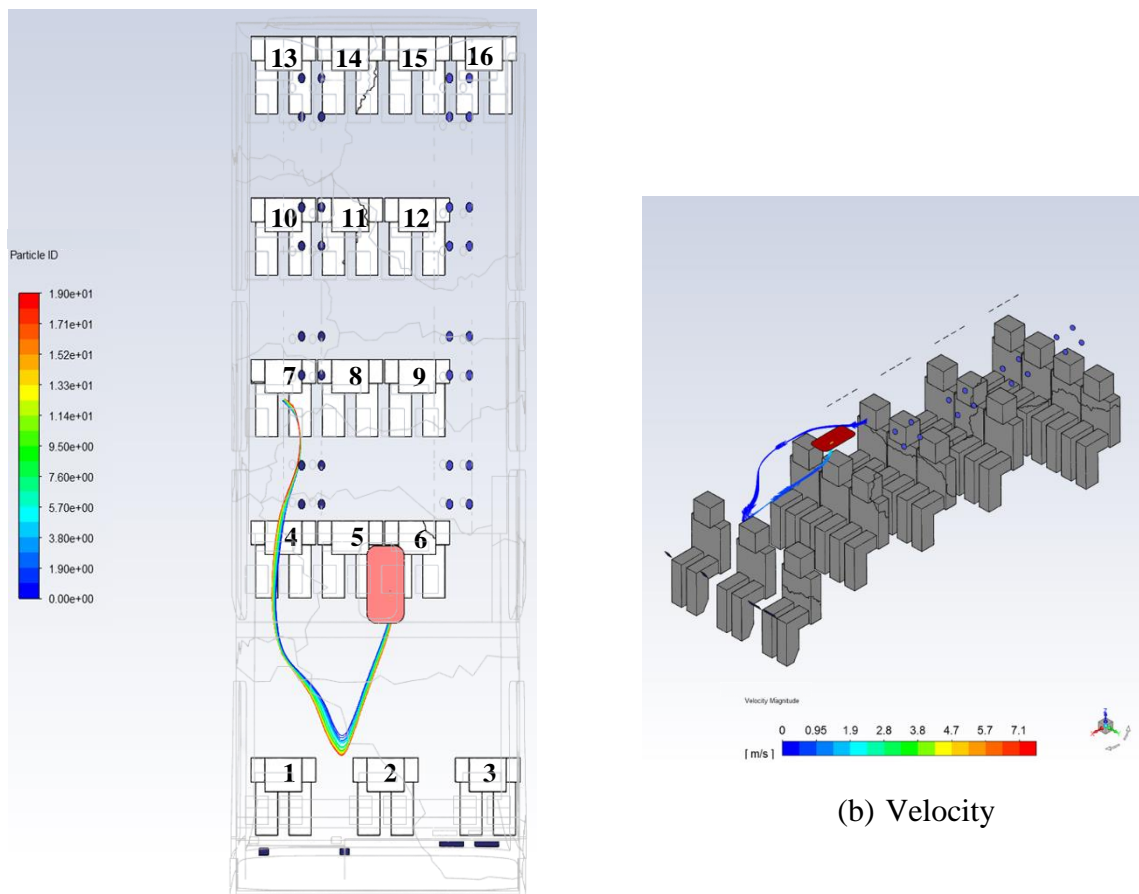 13 14 15 16
10 11 12
Particle ID
1.90e+01
1.71e+01
1.52e+01
1.33e+01
1.14e+01
9.50e+00
7.60e+00
5.70e+00
3.80e+00
1.90e+00
0.00e+00
7 8 9
4 5 6
1 2 3
Velocity Magnitude
0 0.95 1.9 2.8 3.8 4.7 5.7 7.1
[ m/s ]
(b) Velocity